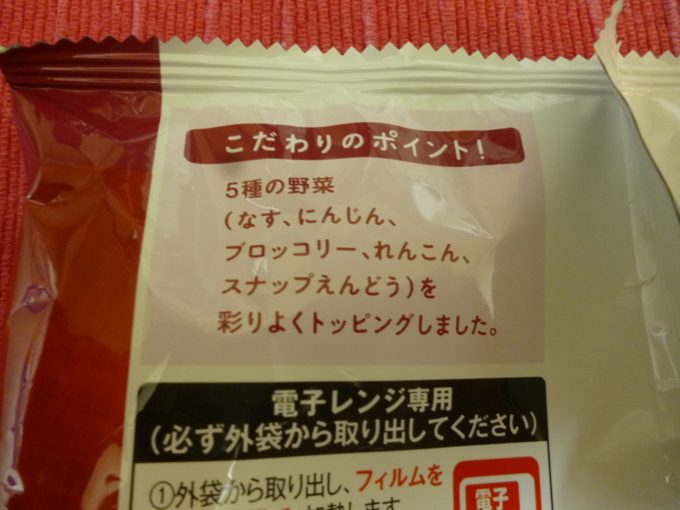 こだわりのポイント!
5種の野菜
(なす、にんじん、
ブロッコリー、れんこん、
スナップえんどう)を
彩りよくトッピングしました。
電子レンジ専用
(必ず外袋から取り出してください)
①外袋から取り出し、フィルムを
電子